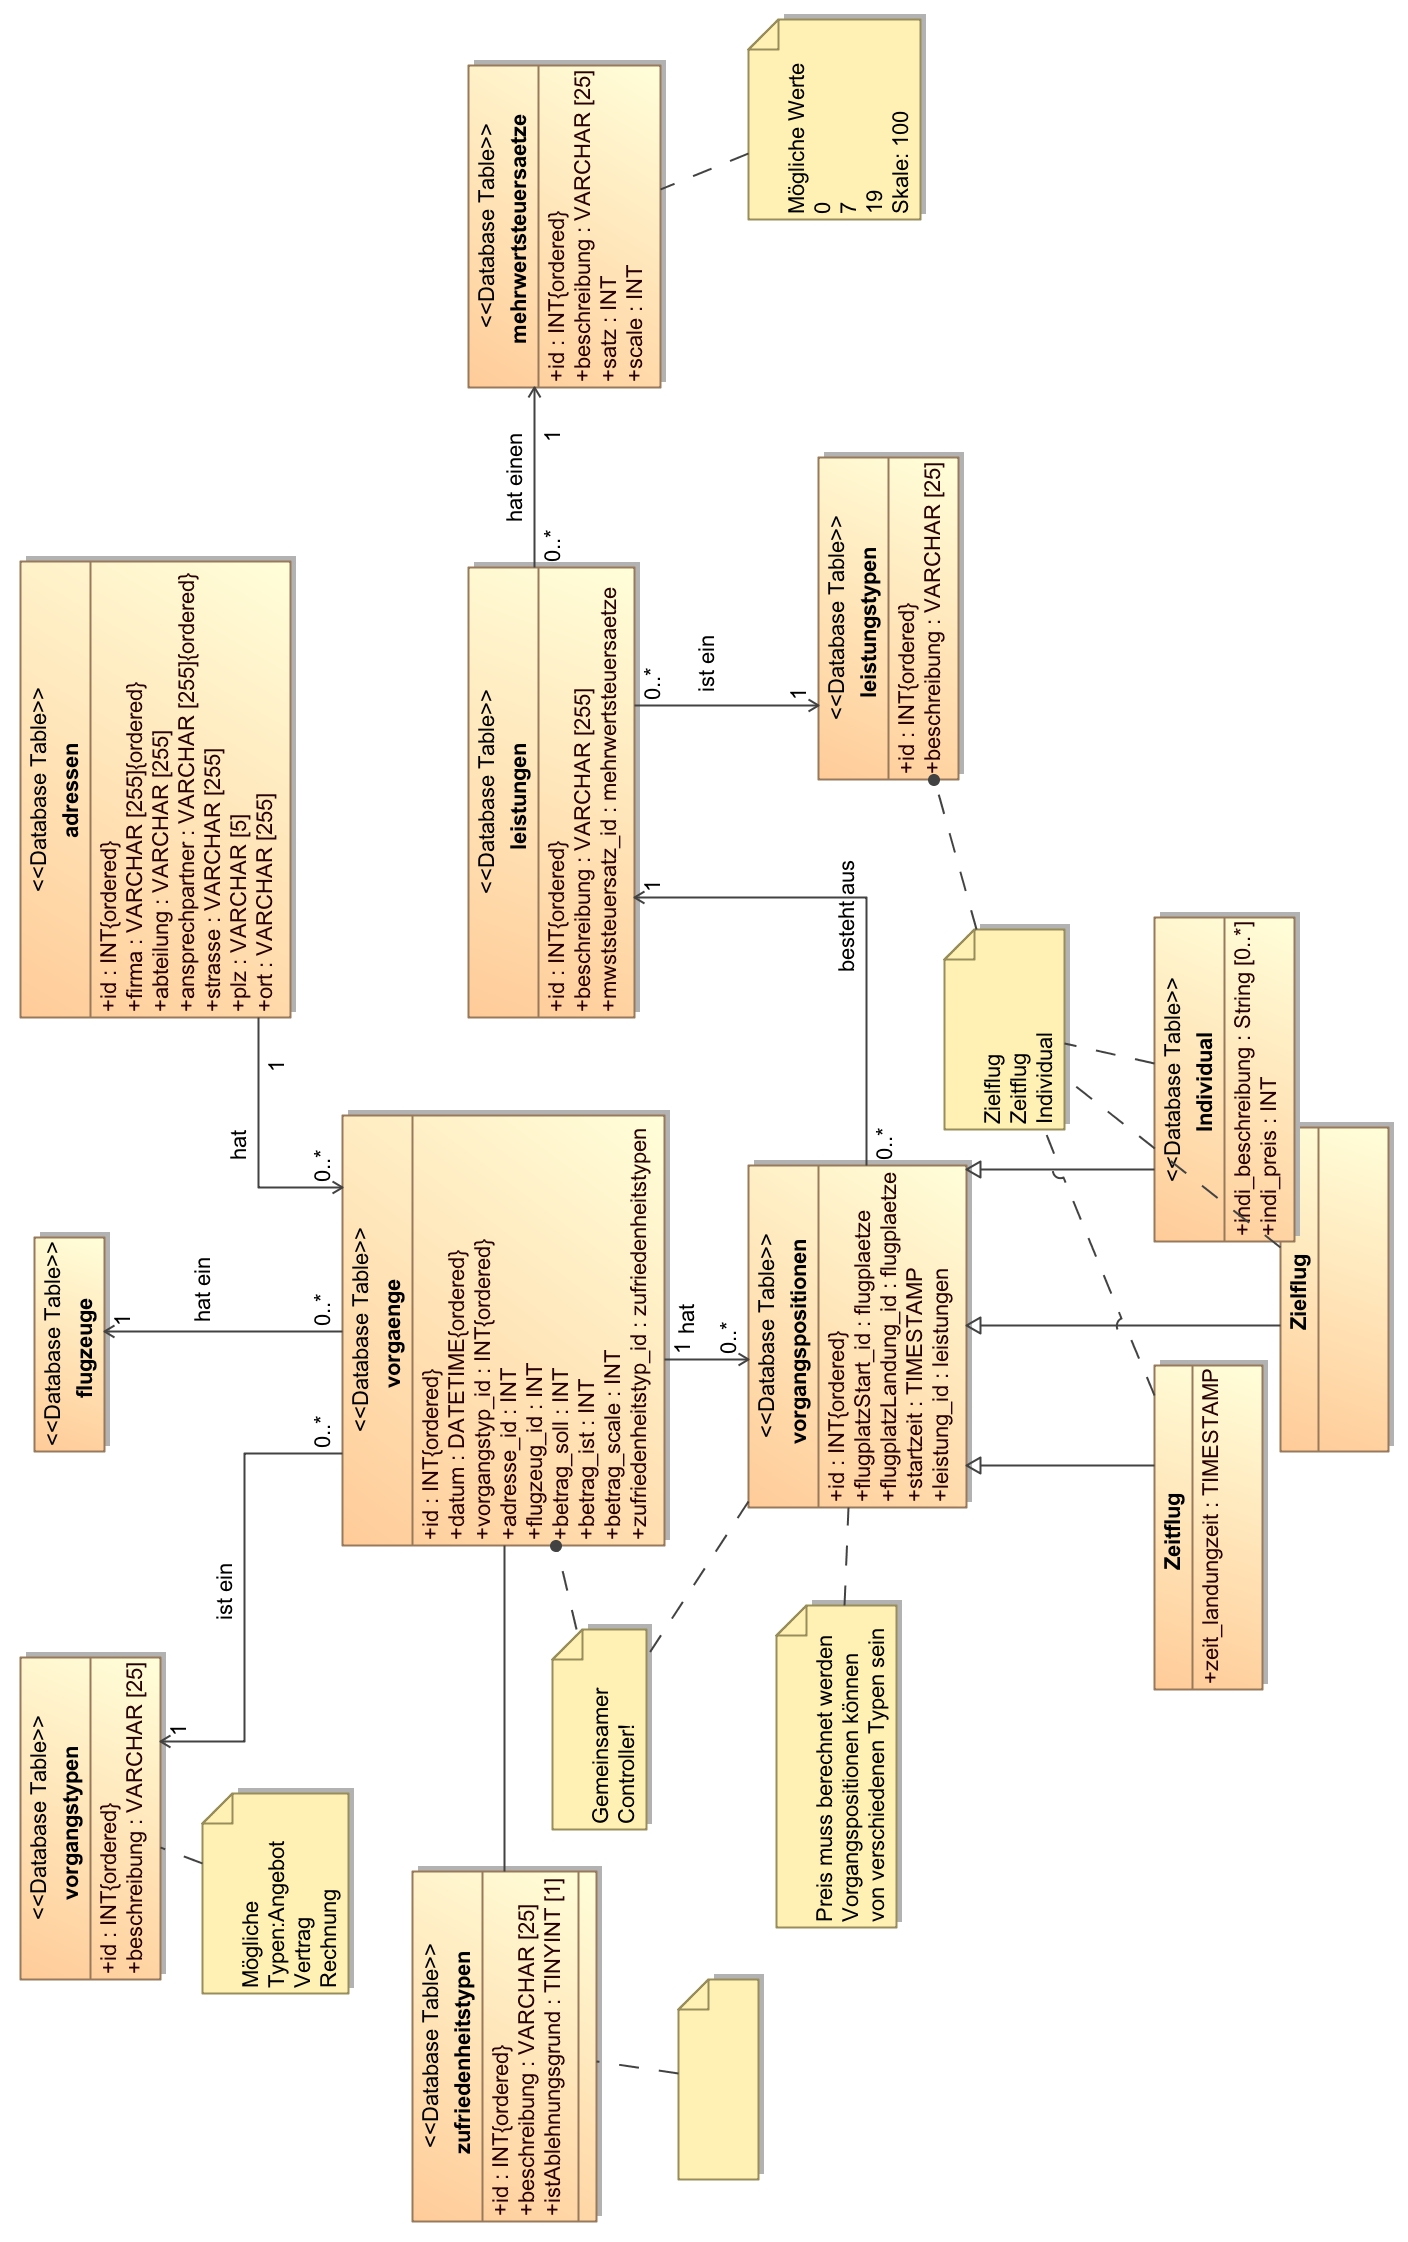 <<Database Table>>
vorgangstypen
+id : INT{ordered}
+beschreibung : VARCHAR [25]
Mögliche
Typen:Angebot
Vertrag
Rechnung
ist ein
1
0..*
<<Database Table>>
flugzeuge
1
hat ein
0..*
<<Database Table>>
adressen
+id : INT{ordered}
+firma : VARCHAR [255]{ordered}
+abteilung : VARCHAR [255]
+ansprechpartner : VARCHAR [255]{ordered}
+strasse : VARCHAR [255]
+plz : VARCHAR [5]
+ort : VARCHAR [255]
hat
1
0..*
<<Database Table>>
zufriedenheitstypen
+id : INT{ordered}
+beschreibung : VARCHAR [25]
+istAblehnungsgrund : TINYINT [1]
<<Database Table>>
vorgaenge
+id : INT{ordered}
+datum : DATETIME{ordered}
+vorgangstyp_id : INT{ordered}
+adresse_id : INT
+flugzeug_id : INT
+betrag_soll : INT
+betrag_ist : INT
+betrag_scale : INT
+zufriedenheitstyp_id : zufriedenheitstypen
Gemeinsamer
Controller!
1 hat
0..*
<<Database Table>>
leistungen
+id : INT{ordered}
+beschreibung : VARCHAR [255]
+mwststeuersatz_id : mehrwertsteuersaetze
hat einen
0..*
1
<<Database Table>>
mehrwertsteuersaetze
+id : INT{ordered}
+beschreibung : VARCHAR [25]
+satz : INT
+scale : INT
Mögliche Werte
0
7
19
Skale: 100
0..*
ist ein
1
<<Database Table>>
leistungstypen
+id : INT{ordered}
+beschreibung : VARCHAR [25]
1
besteht aus
0..*
Preis muss berechnet werden
Vorgangspositionen können
von verschiedenen Typen sein
<<Database Table>>
vorgangspositionen
+id : INT{ordered}
+flugplatzStart_id : flugplaetze
+flugplatzLandung_id : flugplaetze
+startzeit : TIMESTAMP
+leistung_id : leistungen
Zielflug
Zeitflug
Individual
Zeitflug
+zeit_landungzeit : TIMESTAMP
<<Database Table>>
Individual
+indi_beschreibung : String [0..*]
+indi_preis : INT
Zielflug